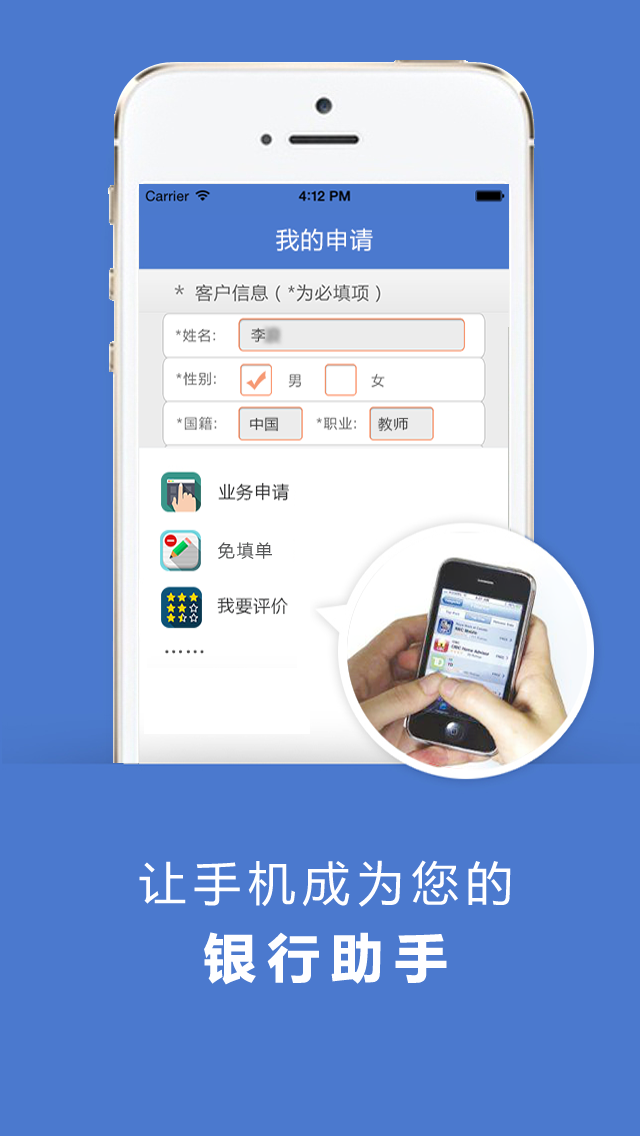 Carrier 4:12 PM
我的申请
* 客户信息（*为必填项）
*姓名: 李
*性别: 男 女
*国籍: 中国 *职业: 教师
业务申请
免填单
我要评价
……
让手机成为您的
银行助手